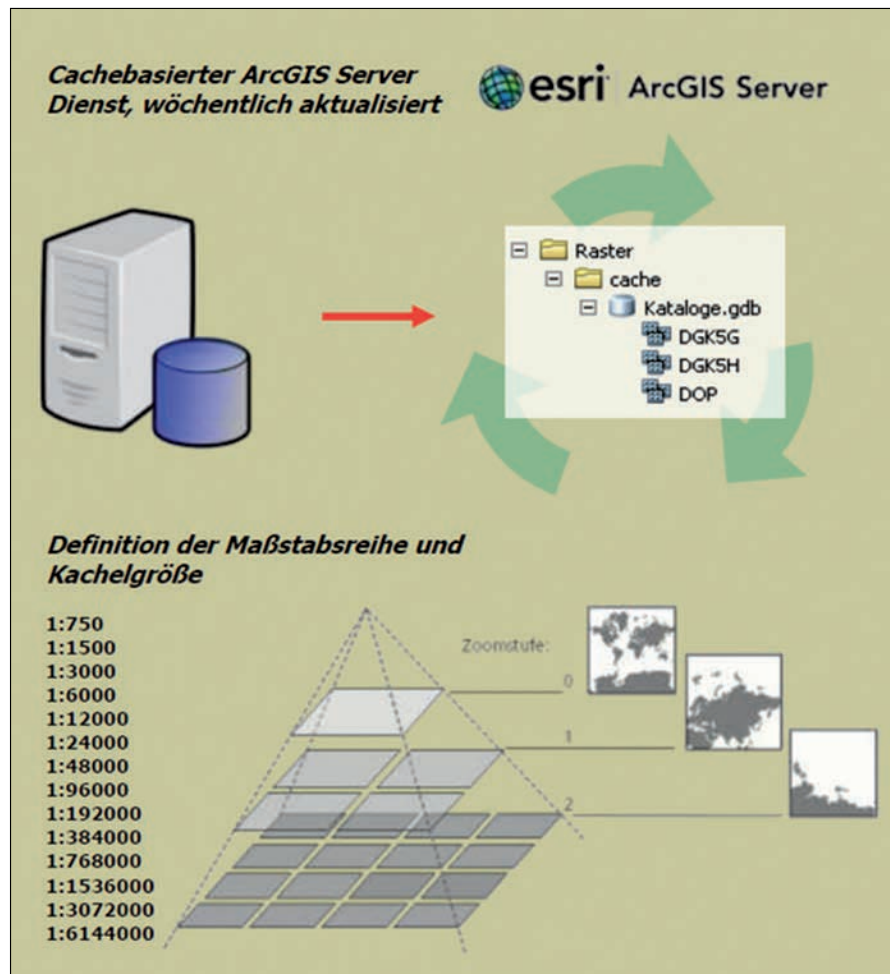 Cachebasierter ArcGIS Server
Dienst, wöchentlich aktualisiert
esri ArcGIS Server
Raster
cache
Kataloge.gdb
DGK5G
DGK5H
DOP
Definition der Maßstabsreihe und
Kachelgröße
1:750
1:1500
1:3000
1:6000
1:12000
1:24000
1:48000
1:96000
1:192000
1:384000
1:768000
1:1536000
1:3072000
1:6144000
Zoomstufe:
0
1
2